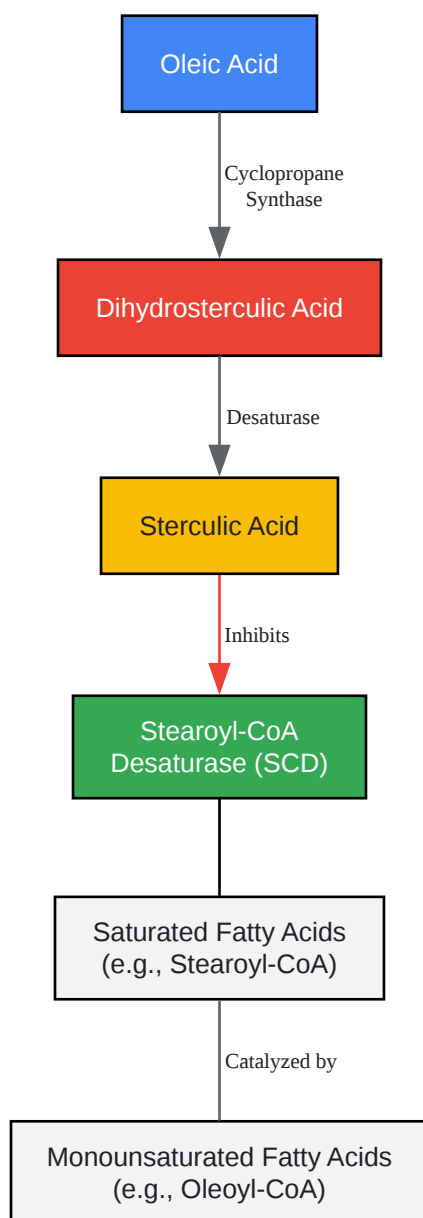 Oleic Acid
Cyclopropane
Synthase
Dihydrosterculic Acid
Desaturase
Sterculic Acid
Inhibits
Stearoyl-CoA
Desaturase (SCD)
Saturated Fatty Acids
(e.g., Stearoyl-CoA)
Catalyzed by
Monounsaturated Fatty Acids
(e.g., Oleoyl-CoA)